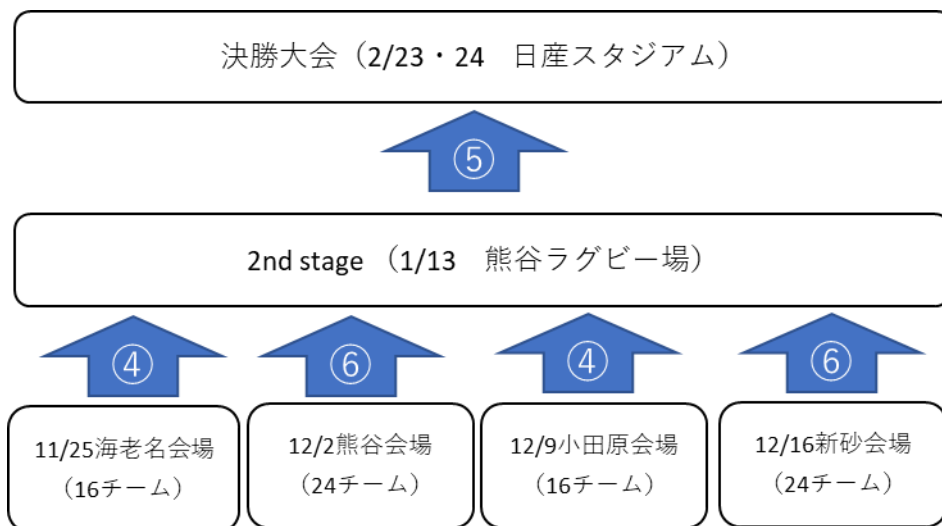 決勝大会（2/23・24　日産スタジアム）
⑤
2nd stage （1/13　熊谷ラグビー場）
④
⑥
④
⑥
11/25海老名会場
（16チーム）
12/2熊谷会場
（24チーム）
12/9小田原会場
（16チーム）
12/16新砂会場
（24チーム）